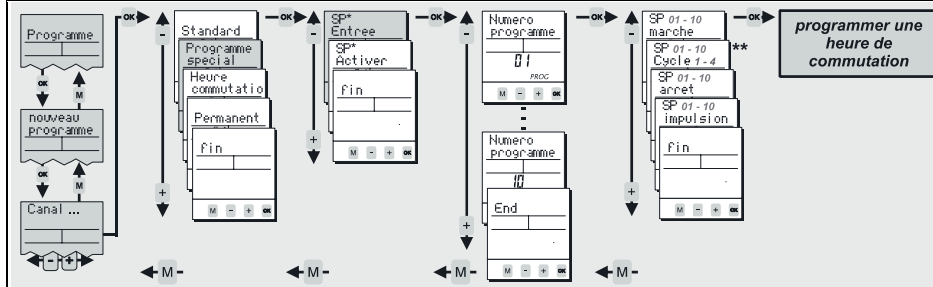 Programme
OK
M
nouveau
programme
OK
M
Canal ...
- +
OK
-
+
Standard
Programme
special
Heure
commutatio
Permanent
fin
M - + OK
M
OK
-
+
SP*
Entree
SP*
Activer
fin
M - + OK
M
OK
-
+
Numero
programme
01
PROG
M - + OK
Numero
programme
10
End
M - + OK
M
OK
-
+
SP 01 - 10
marche
SP 01 - 10
Cycle 1 - 4
**
SP 01 - 10
arret
SP 01 - 10
impulsion
fin
M - + OK
M
OK
programmer une
heure de
commutation